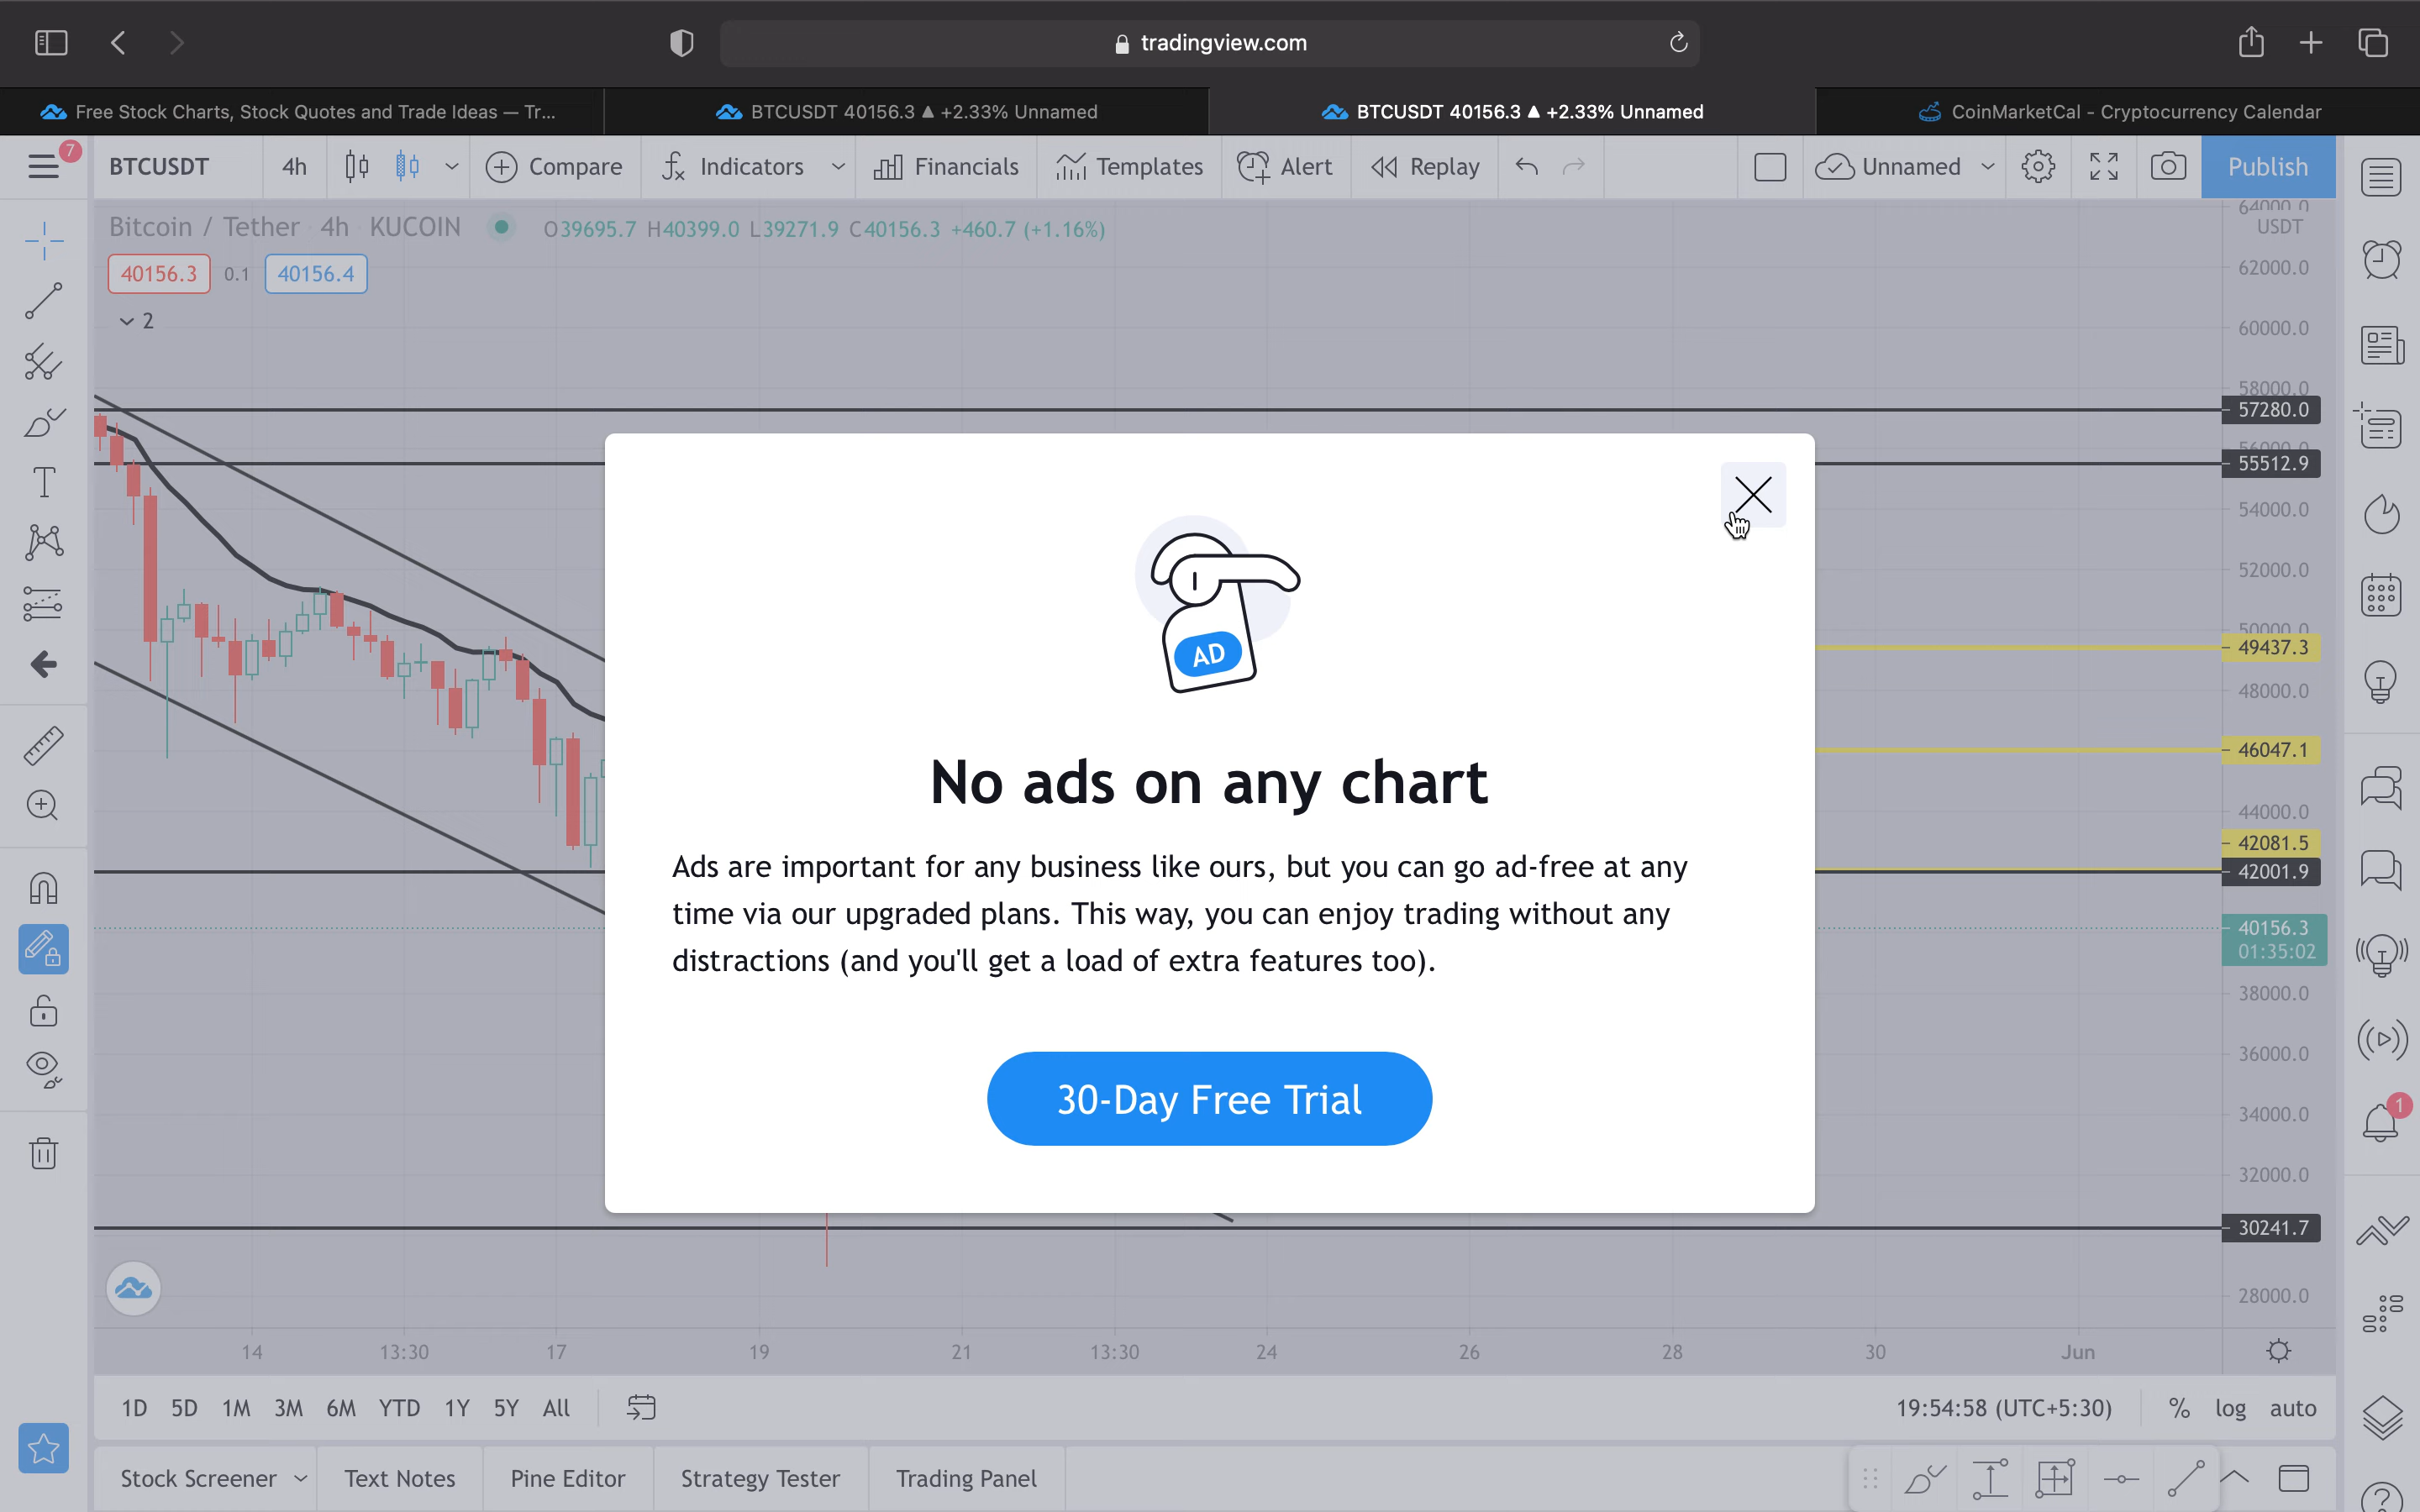 tradingview.com
Free Stock Charts, Stock Quotes and Trade Ideas — Tr...
BTCUSDT 40156.3 ▲ +2.33% Unnamed
BTCUSDT 40156.3 ▲ +2.33% Unnamed
CoinMarketCal - Cryptocurrency Calendar
7
BTCUSDT
4h
Compare
Indicators
Financials
Templates
Alert
Replay
Unnamed
Publish
Bitcoin / Tether · 4h · KUCOIN
O39695.7 H40399.0 L39271.9 C40156.3 +460.7 (+1.16%)
40156.3
0.1
40156.4
2
64000.0
USDT
62000.0
60000.0
58000.0
57280.0
56000.0
55512.9
54000.0
52000.0
50000.0
49437.3
48000.0
46047.1
44000.0
42081.5
42001.9
40156.3
01:35:02
38000.0
36000.0
34000.0
32000.0
30241.7
28000.0
AD
No ads on any chart
Ads are important for any business like ours, but you can go ad-free at any
time via our upgraded plans. This way, you can enjoy trading without any
distractions (and you'll get a load of extra features too).
30-Day Free Trial
1
14
13:30
17
19
21
13:30
24
26
28
30
Jun
1D 5D 1M 3M 6M YTD 1Y 5Y All
19:54:58 (UTC+5:30)
%
log
auto
Stock Screener
Text Notes
Pine Editor
Strategy Tester
Trading Panel